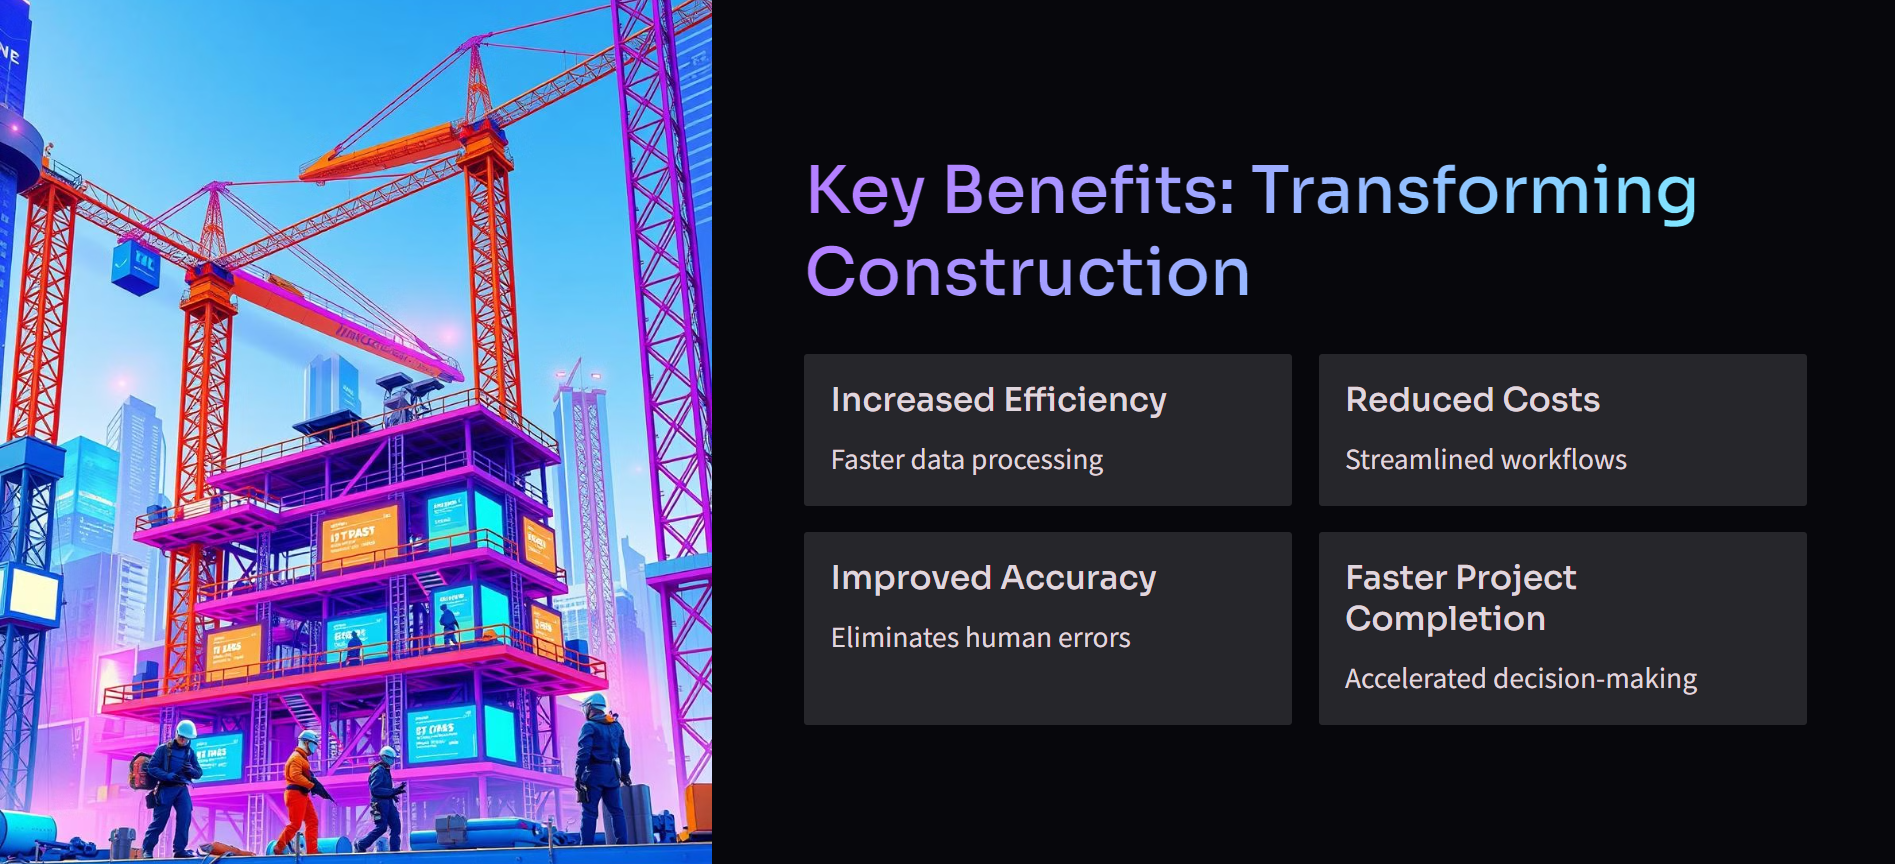 Key Benefits: Transforming
Construction
Increased Efficiency
Faster data processing
Reduced Costs
Streamlined workflows
Improved Accuracy
Eliminates human errors
Faster Project
Completion
Accelerated decision-making